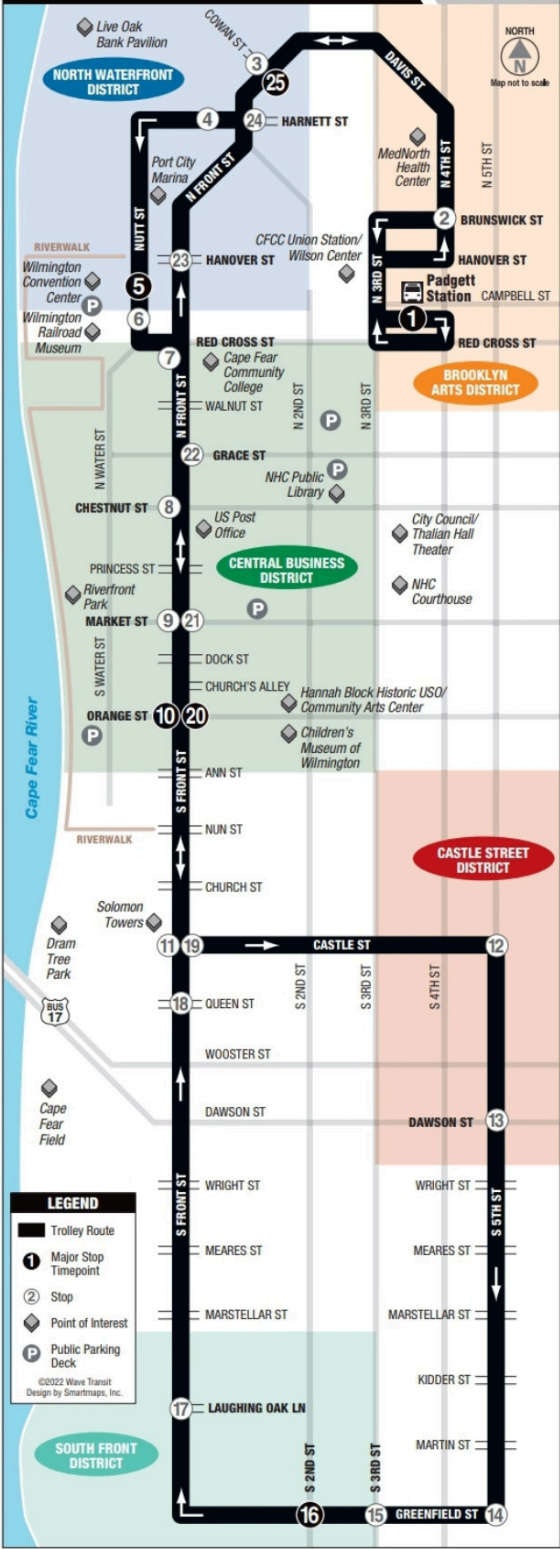 Live Oak
Bank Pavilion
NORTH WATERFRONT
DISTRICT
COWAN ST
3
25
DAVIS ST
NORTH
N
Map not to scale
4
24
HARNETT ST
Port City
Marina
N FRONT ST
MedNorth
Health
Center
N 4TH ST
N 5TH ST
NUTT ST
2
BRUNSWICK ST
RIVERWALK
CFCC Union Station/
Wilson Center
23
HANOVER ST
N 3RD ST
HANOVER ST
Wilmington
Convention
Center
P
5
Padgett
Station
CAMPBELL ST
1
Wilmington
Railroad
Museum
6
RED CROSS ST
RED CROSS ST
7
Cape Fear
Community
College
BROOKLYN
ARTS DISTRICT
N FRONT ST
WALNUT ST
N 2ND ST
N 3RD ST
P
N WATER ST
22
GRACE ST
P
NHC Public
Library
CHESTNUT ST
8
US Post
Office
City Council/
Thalian Hall
Theater
PRINCESS ST
CENTRAL BUSINESS
DISTRICT
Riverfront
Park
NHC
Courthouse
P
MARKET ST
9
21
S WATER ST
DOCK ST
CHURCH'S ALLEY
Hannah Block Historic USO/
Community Arts Center
ORANGE ST
10
20
P
Children's
Museum of
Wilmington
Cape Fear River
S FRONT ST
ANN ST
NUN ST
RIVERWALK
CASTLE STREET
DISTRICT
CHURCH ST
Solomon
Towers
11
19
CASTLE ST
12
Dram
Tree
Park
S 2ND ST
S 3RD ST
S 4TH ST
BUS
17
18
QUEEN ST
WOOSTER ST
Cape
Fear
Field
DAWSON ST
DAWSON ST
13
S FRONT ST
WRIGHT ST
WRIGHT ST
S 5TH ST
LEGEND
Trolley Route
1
Major Stop
Timepoint
2
Stop
Point of Interest
P
Public Parking
Deck
©2022 Wave Transit
Design by Smartmaps, Inc.
MEARES ST
MEARES ST
MARSTELLAR ST
MARSTELLAR ST
KIDDER ST
17
LAUGHING OAK LN
MARTIN ST
SOUTH FRONT
DISTRICT
S 2ND ST
S 3RD ST
16
15
GREENFIELD ST
14